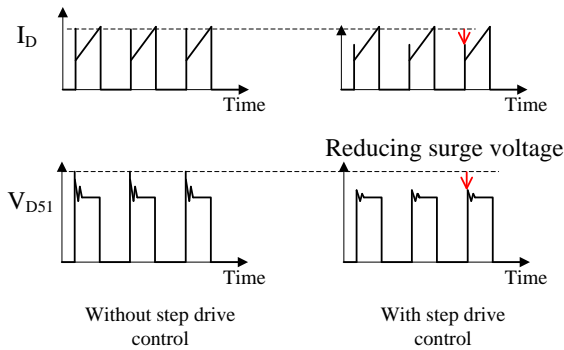 I_D
Time
Time
Reducing surge voltage
V_D51
Time
Time
Without step drive
control
With step drive
control